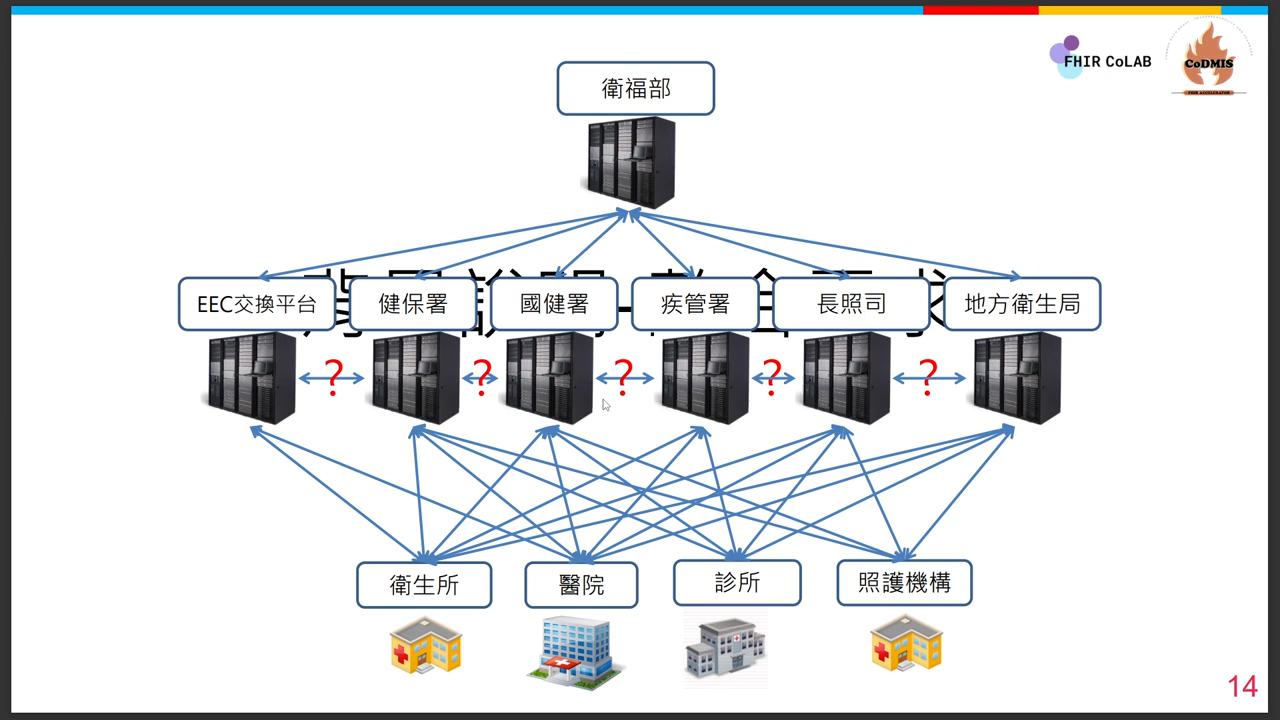 FHIR CoLAB
CoDMIS
FHIR ACCELERATOR
衛福部
EEC交換平台
健保署
國健署
疾管署
長照司
地方衛生局
?
?
?
?
?
衛生所
醫院
診所
照護機構
14